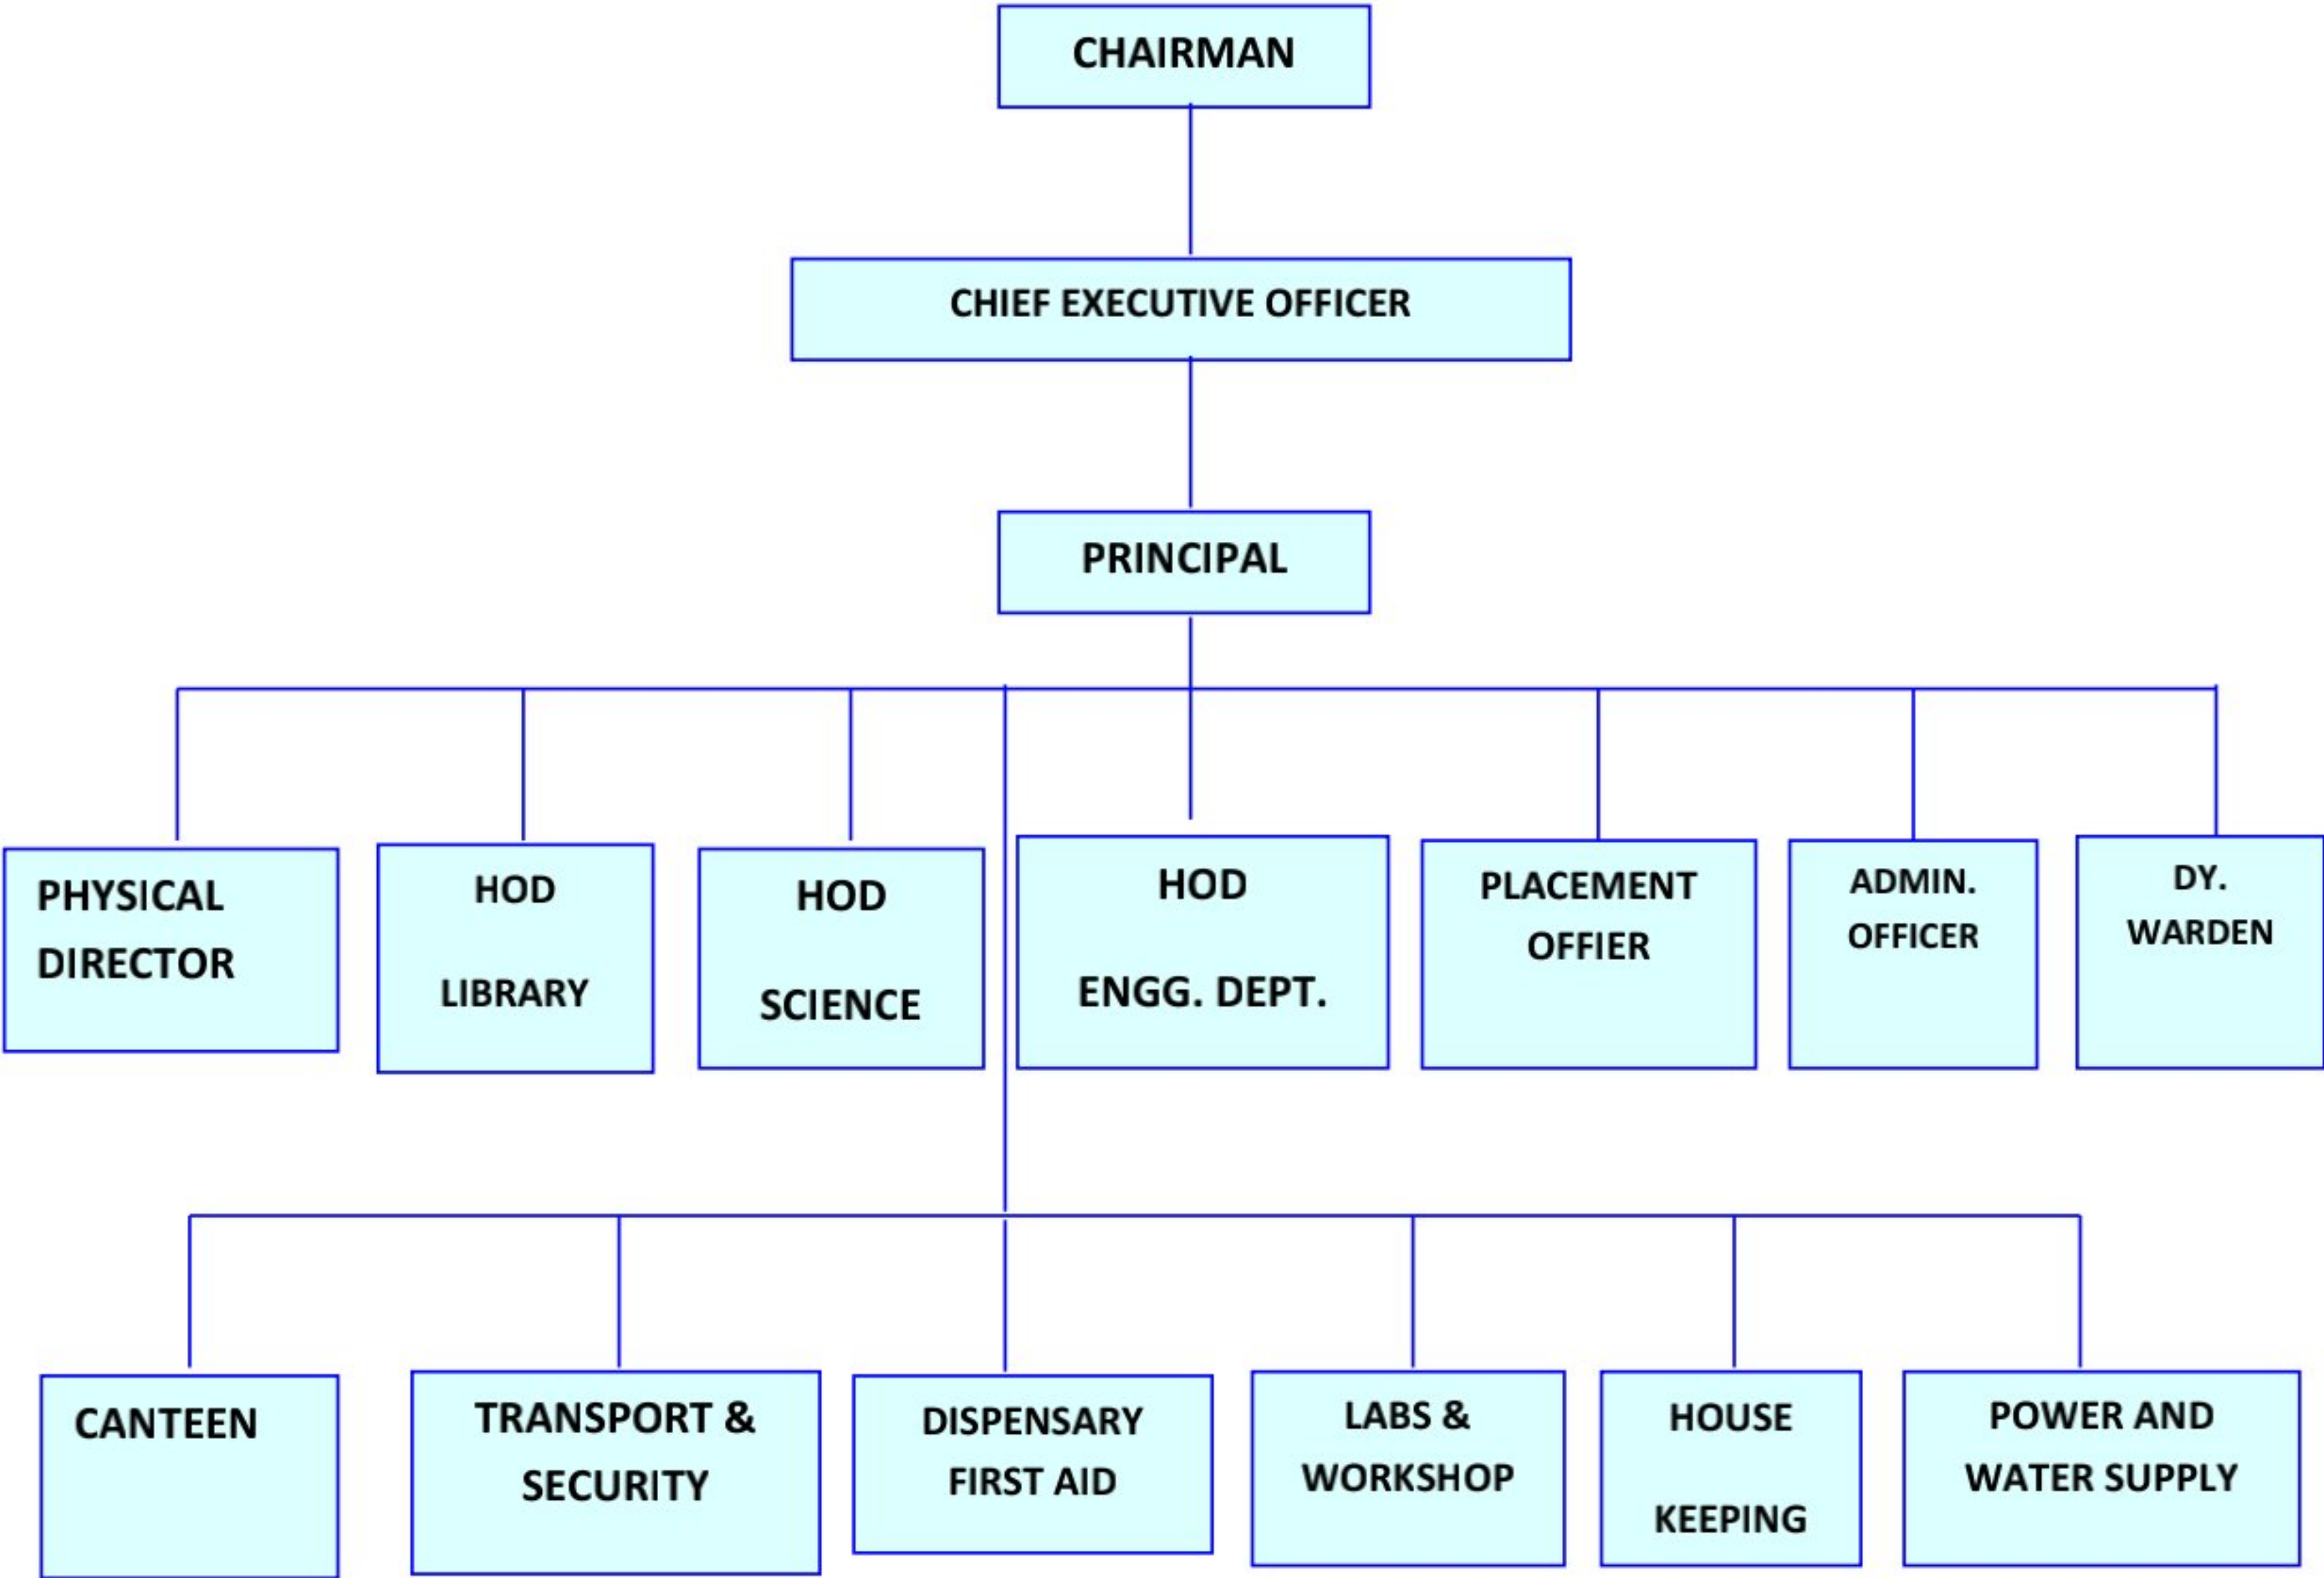 CHAIRMAN
CHIEF EXECUTIVE OFFICER
PRINCIPAL
PHYSICAL
DIRECTOR
HOD
LIBRARY
HOD
SCIENCE
HOD
ENGG. DEPT.
PLACEMENT
OFFIER
ADMIN.
OFFICER
DY.
WARDEN
CANTEEN
TRANSPORT &
SECURITY
DISPENSARY
FIRST AID
LABS &
WORKSHOP
HOUSE
KEEPING
POWER AND
WATER SUPPLY